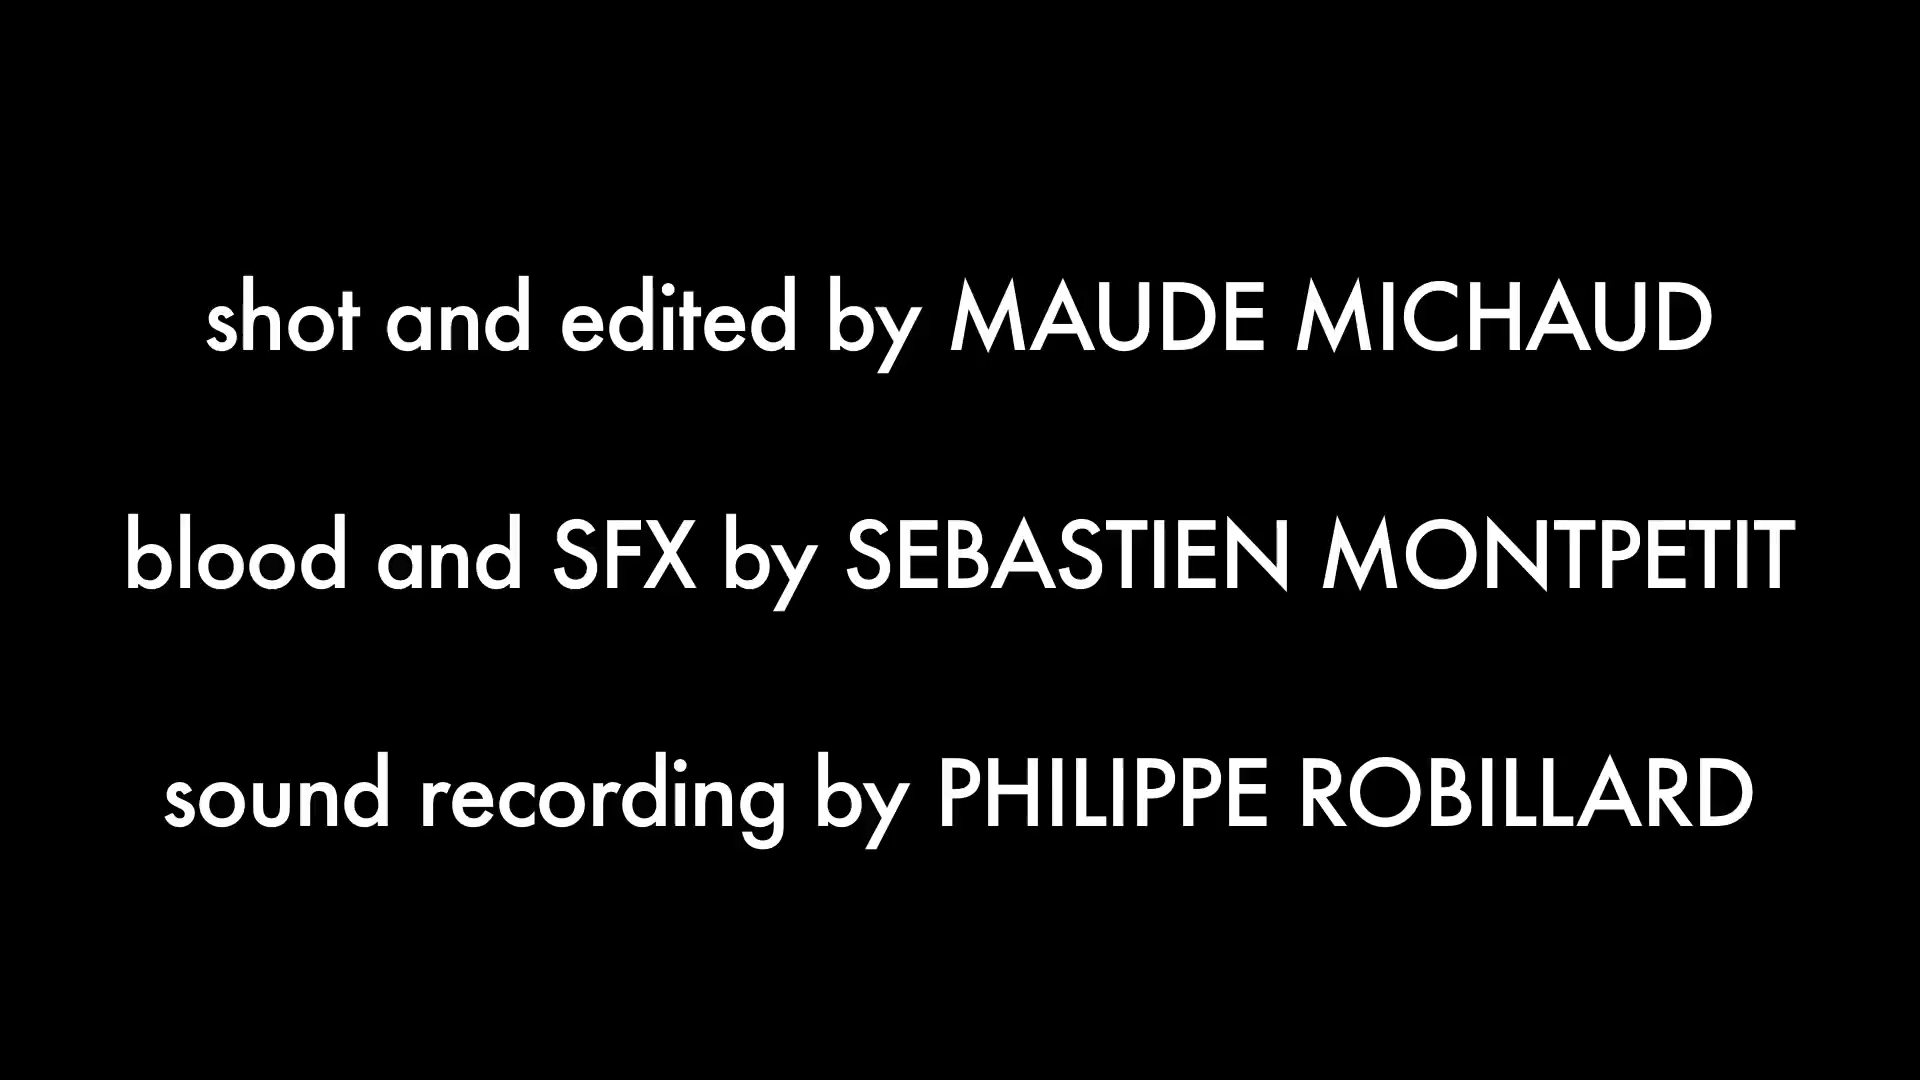 shot and edited by MAUDE MICHAUD
blood and SFX by SEBASTIEN MONTPETIT
sound recording by PHILIPPE ROBILLARD